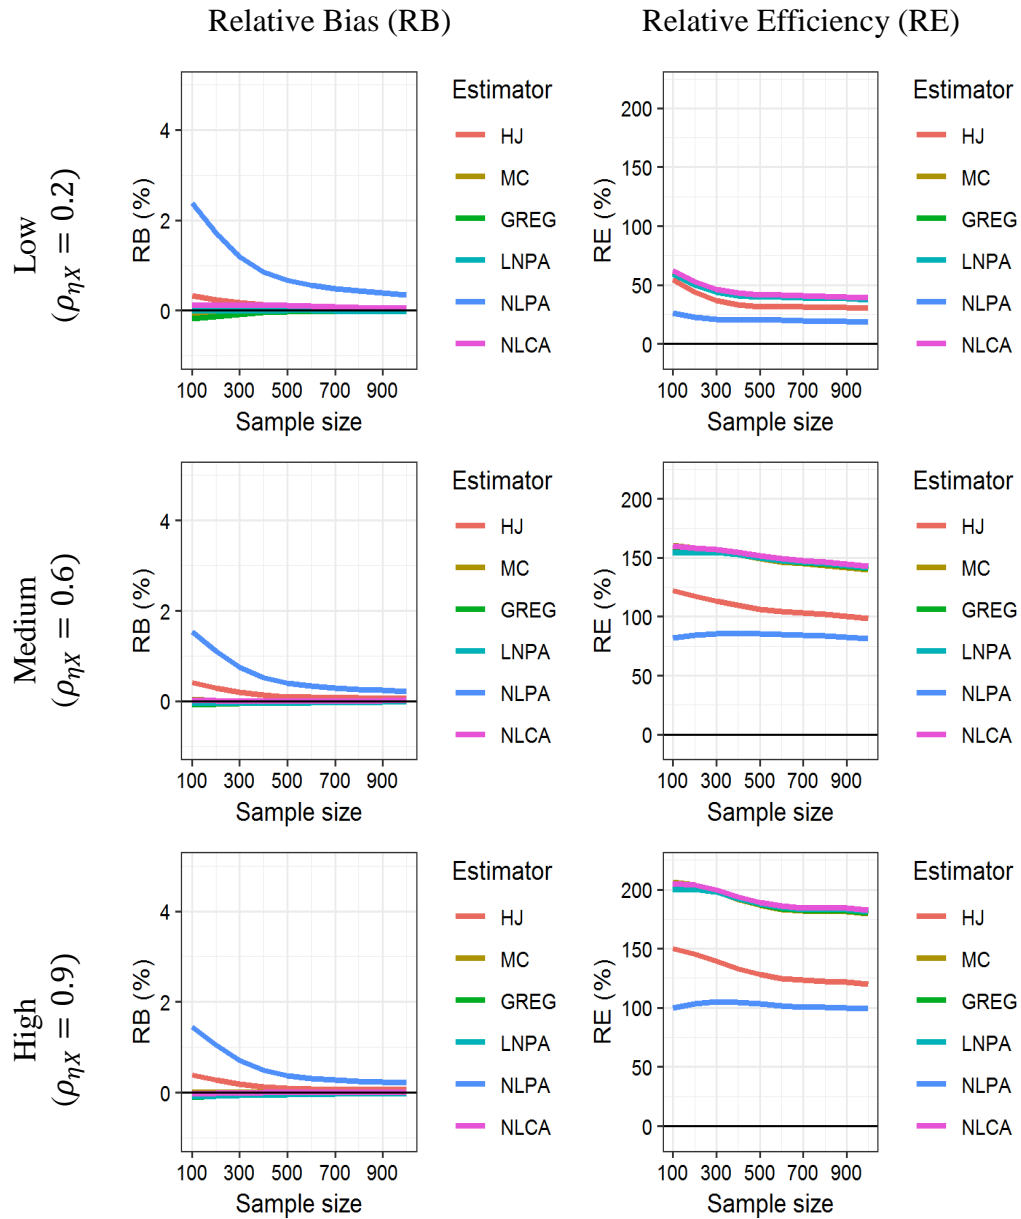 Relative Bias (RB)
Relative Efficiency (RE)
Low
(ρηX = 0.2)
RB (%)
4
2
0
100 300 500 700 900
Sample size
Estimator
HJ
MC
GREG
LNPA
NLPA
NLCA
RE (%)
200
150
100
50
0
100 300 500 700 900
Sample size
Estimator
HJ
MC
GREG
LNPA
NLPA
NLCA
Medium
(ρηX = 0.6)
RB (%)
4
2
0
100 300 500 700 900
Sample size
Estimator
HJ
MC
GREG
LNPA
NLPA
NLCA
RE (%)
200
150
100
50
0
100 300 500 700 900
Sample size
Estimator
HJ
MC
GREG
LNPA
NLPA
NLCA
High
(ρηX = 0.9)
RB (%)
4
2
0
100 300 500 700 900
Sample size
Estimator
HJ
MC
GREG
LNPA
NLPA
NLCA
RE (%)
200
150
100
50
0
100 300 500 700 900
Sample size
Estimator
HJ
MC
GREG
LNPA
NLPA
NLCA